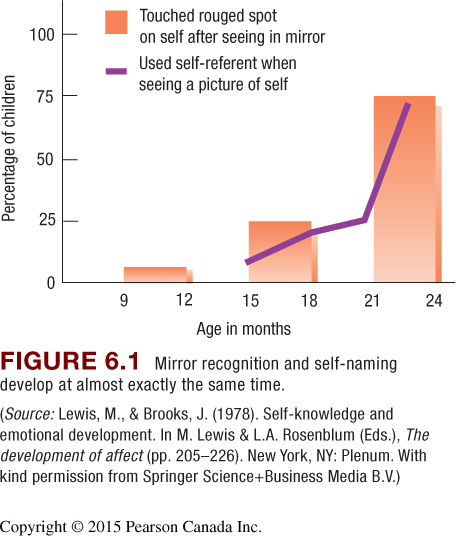 100
75
50
25
0
Percentage of children
Touched rouged spot
on self after seeing in mirror
Used self-referent when
seeing a picture of self
9 12 15 18 21 24
Age in months
FIGURE 6.1 Mirror recognition and self-naming
develop at almost exactly the same time.
(Source: Lewis, M., & Brooks, J. (1978). Self-knowledge and
emotional development. In M. Lewis & L.A. Rosenblum (Eds.), The
development of affect (pp. 205–226). New York, NY: Plenum. With
kind permission from Springer Science+Business Media B.V.)
Copyright © 2015 Pearson Canada Inc.